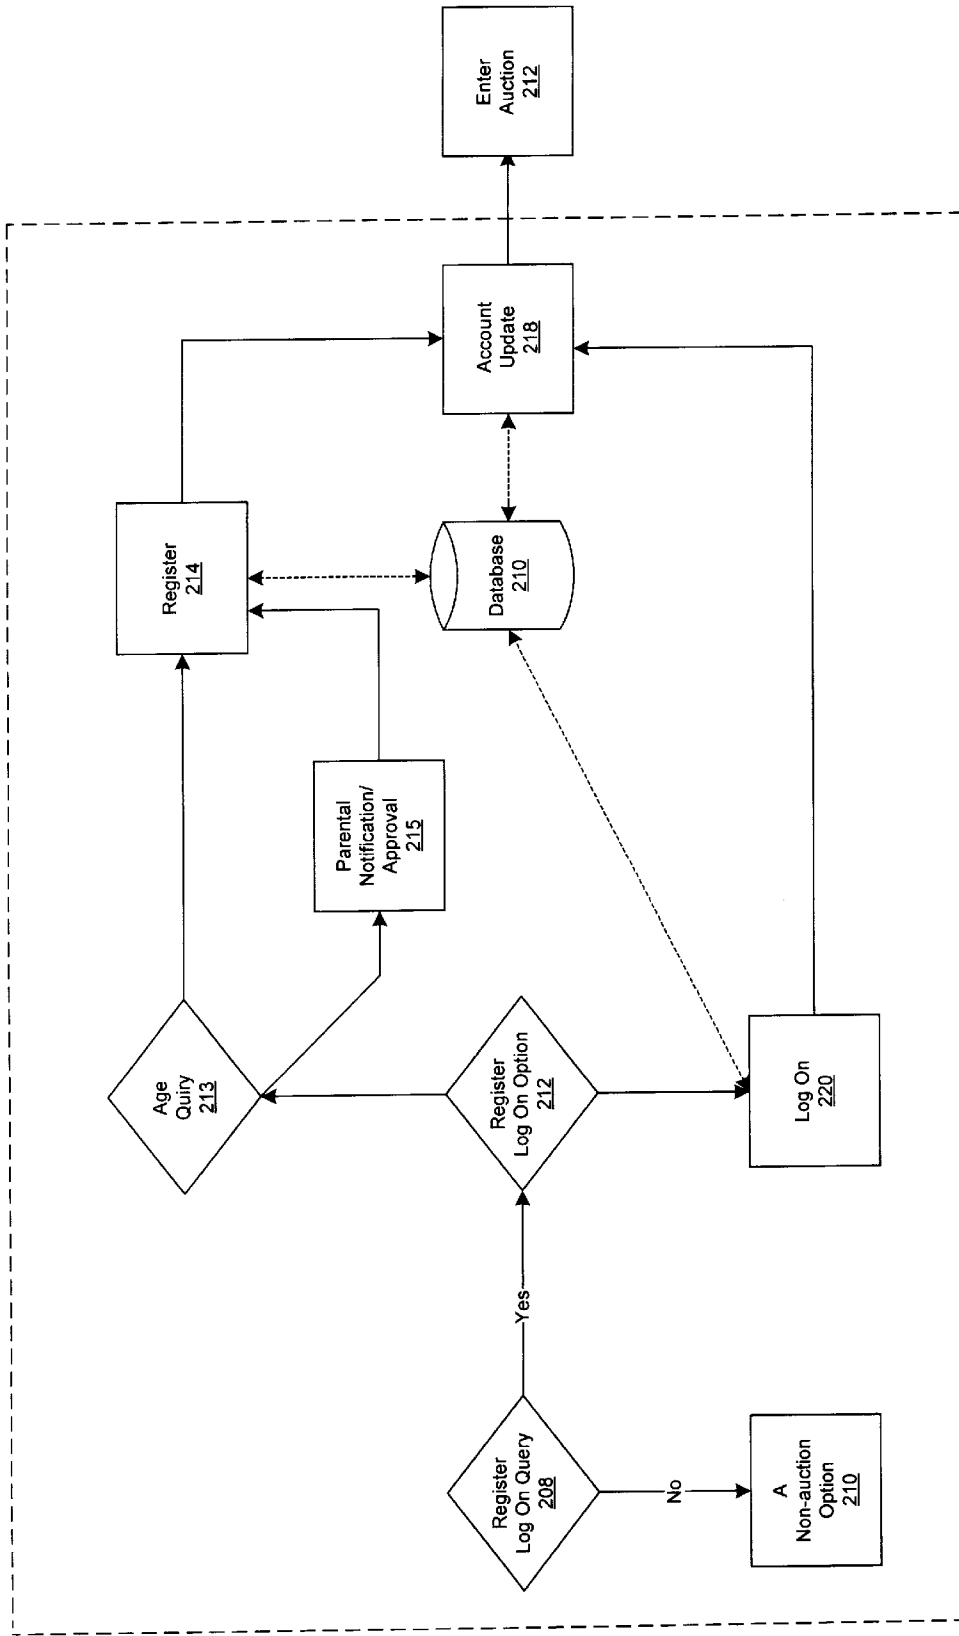 Register
Log On Query
208
No
A
Non-auction
Option
210
Yes
Register
Log On Option
212
Age
Quiry
213
Log On
220
Parental
Notification/
Approval
215
Register
214
Database
210
Account
Update
218
Enter
Auction
212